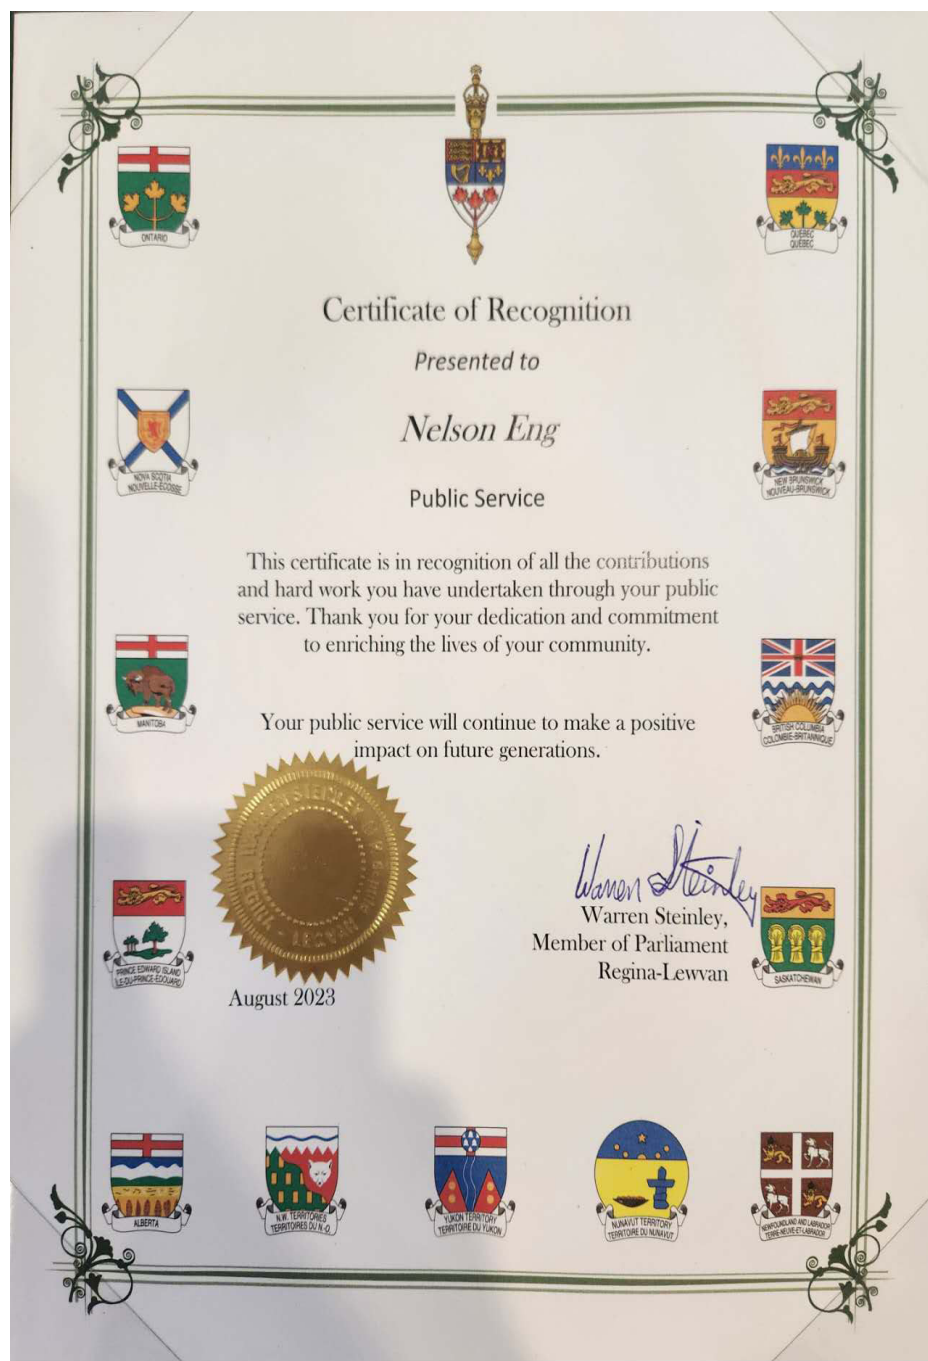 ONTARIO
QUEBEC
QUÉBEC
Certificate of Recognition
Presented to
Nelson Eng
Public Service
NOVA SCOTIA
NOUVELLE-ÉCOSSE
NEW BRUNSWICK
NOUVEAU-BRUNSWICK
This certificate is in recognition of all the contributions
and hard work you have undertaken through your public
service. Thank you for your dedication and commitment
to enriching the lives of your community.
MANITOBA
BRITISH COLUMBIA
COLOMBIE-BRITANNIQUE
Your public service will continue to make a positive
impact on future generations.
Warren Steinley
Warren Steinley,
Member of Parliament
Regina-Lewvan
PRINCE EDWARD ISLAND
ÎLE-DU-PRINCE-ÉDOUARD
SASKATCHEWAN
August 2023
ALBERTA
N.W. TERRITORIES
TERRITOIRES DU N.-O.
YUKON TERRITORY
TERRITOIRE DU YUKON
NUNAVUT TERRITORY
TERRITOIRE DU NUNAVUT
NEWFOUNDLAND AND LABRADOR
TERRE-NEUVE-ET-LABRADOR